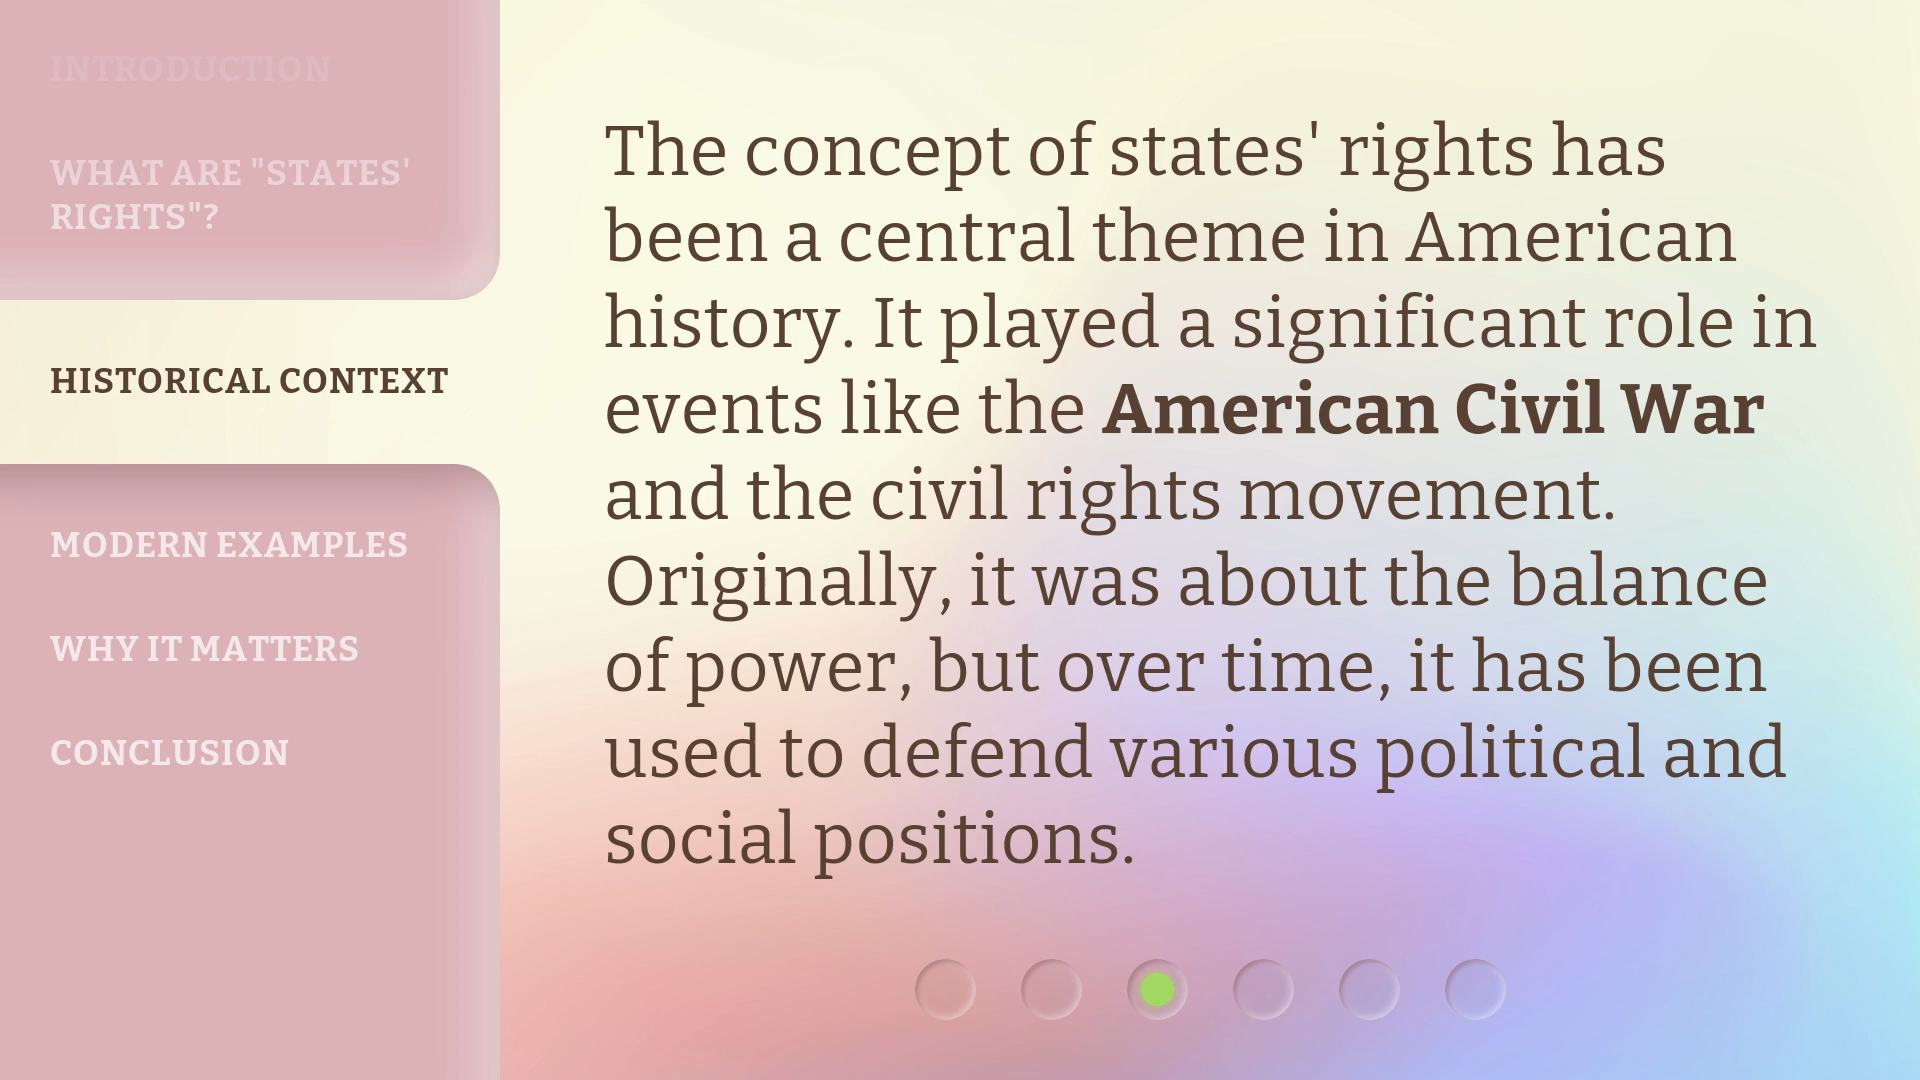 INTRODUCTION
WHAT ARE "STATES'
RIGHTS"?
HISTORICAL CONTEXT
MODERN EXAMPLES
WHY IT MATTERS
CONCLUSION
The concept of states' rights has
been a central theme in American
history. It played a significant role in
events like the American Civil War
and the civil rights movement.
Originally, it was about the balance
of power, but over time, it has been
used to defend various political and
social positions.